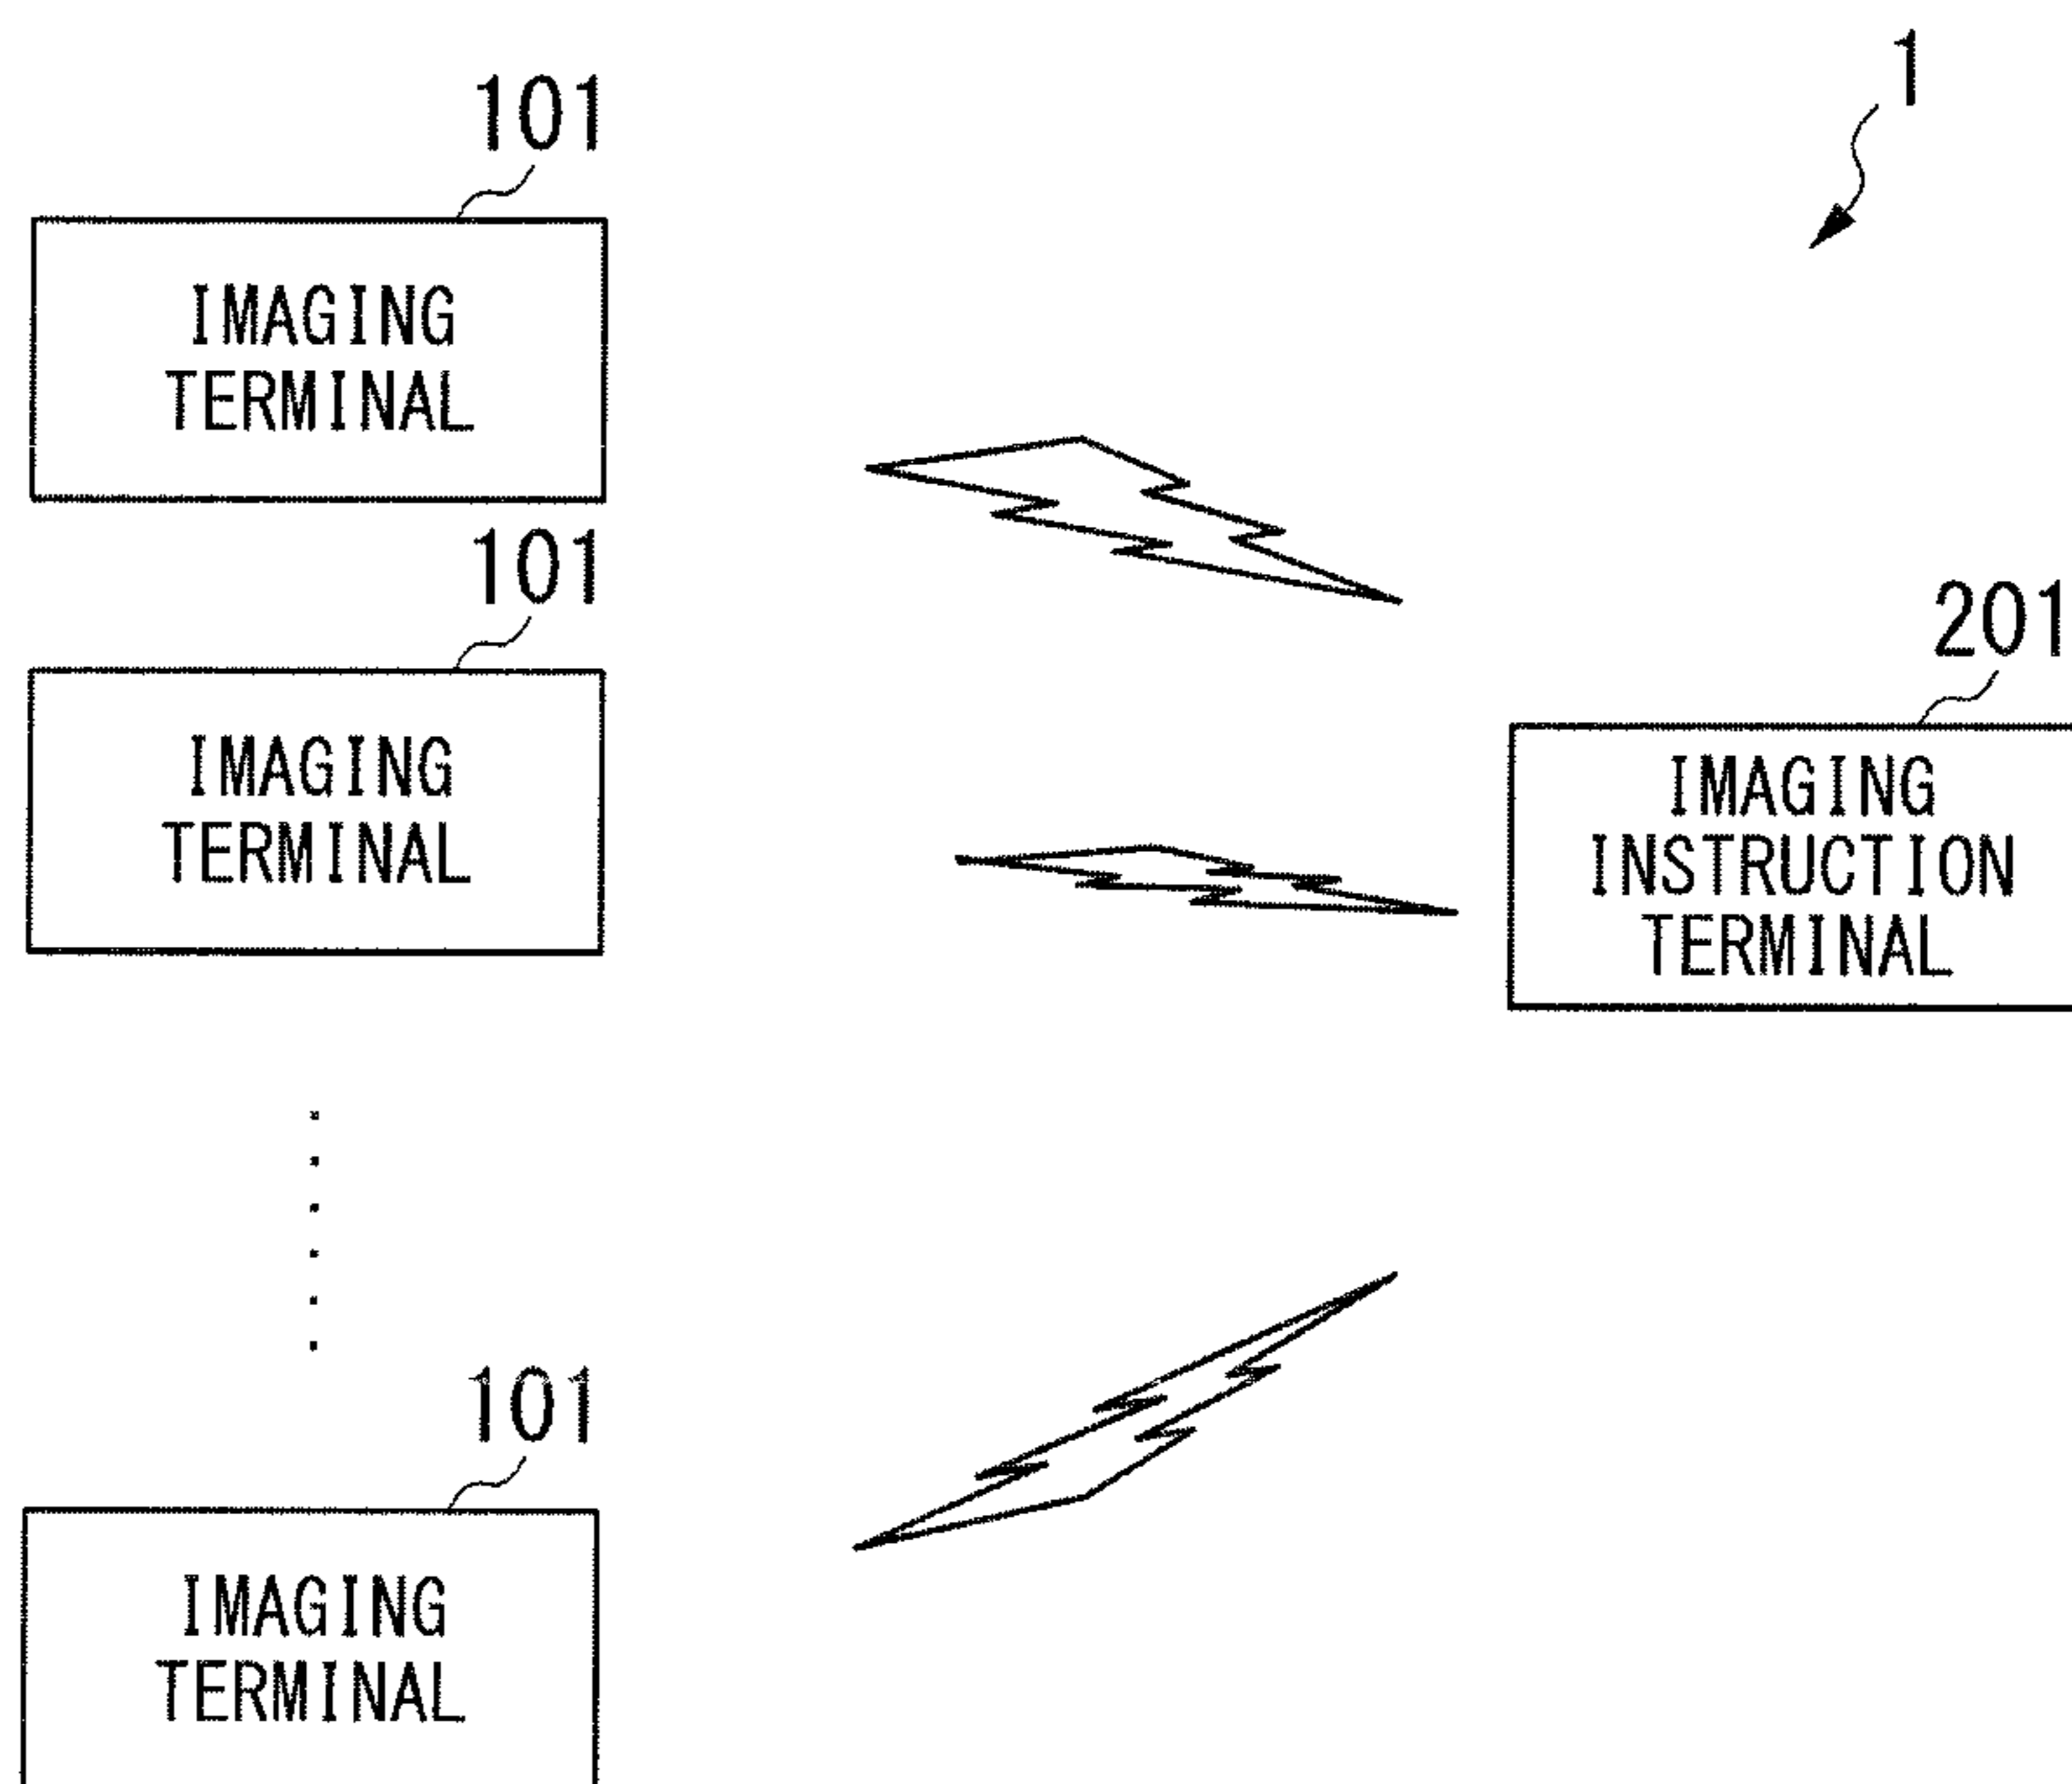 1
101
IMAGING
TERMINAL
101
IMAGING
TERMINAL
201
IMAGING
INSTRUCTION
TERMINAL
101
IMAGING
TERMINAL